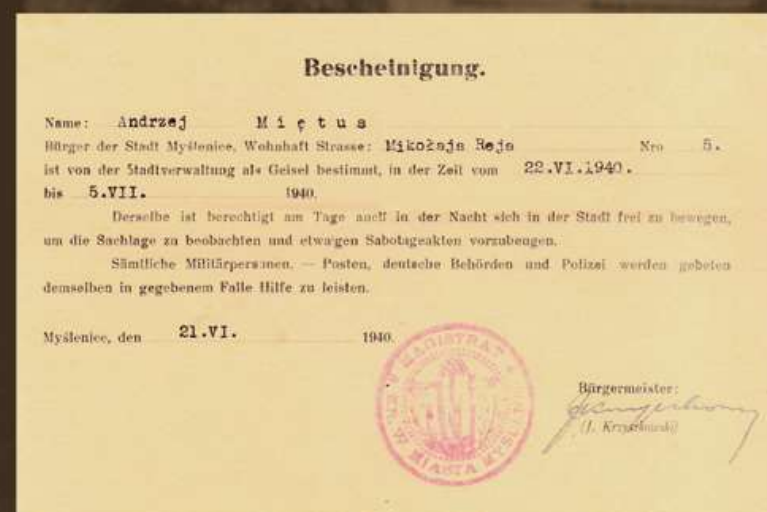 Bescheinigung.
Name: Andrzej Miętus
Bürger der Stadt Myślenice, Wohnhaft Strasse: Mikołaja Reja Nro 5.
ist von der Stadtverwaltung als Geisel bestimmt, in der Zeit vom 22.VI.1940.
bis 5.VII. 1940.
Derselbe ist berechtigt am Tage auch in der Nacht sich in der Stadt frei zu bewegen,
um die Sachlage zu beobachten und etwaigen Sabotageakten vorzubeugen.
Sämtliche Militärpersonen. — Posten, deutsche Behörden und Polizei werden gebeten
demselben in gegebenem Falle Hilfe zu leisten.
Myślenice, den 21.VI. 1940.
MAGISTRAT
MIASTA
Bürgermeister: